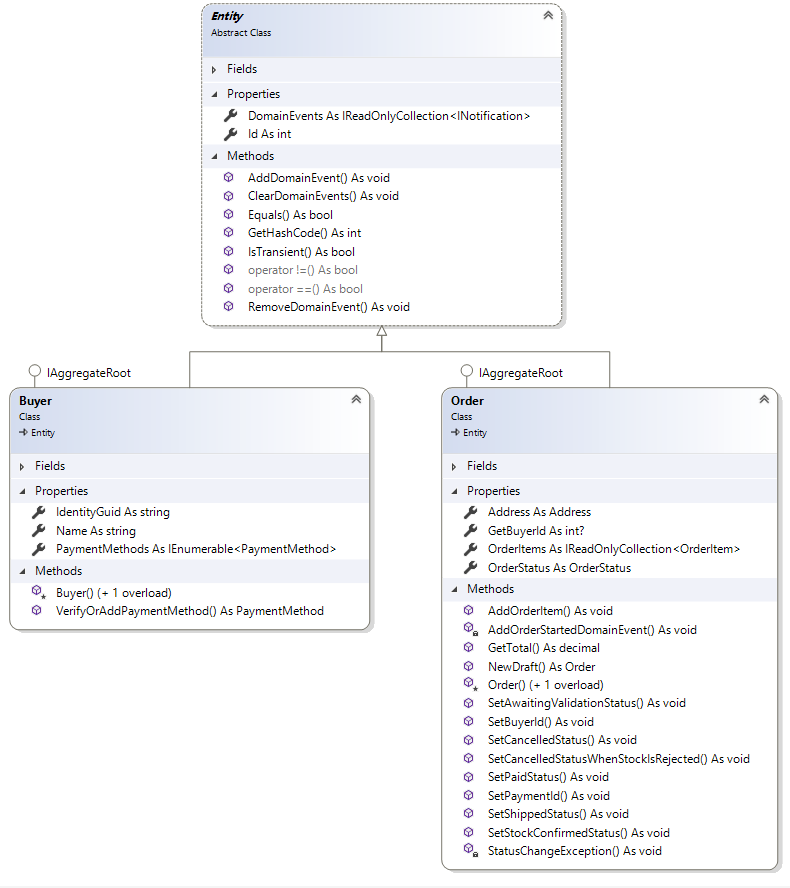 Entity
Abstract Class
Fields
Properties
DomainEvents As IReadOnlyCollection<INotification>
Id As int
Methods
AddDomainEvent() As void
ClearDomainEvents() As void
Equals() As bool
GetHashCode() As int
IsTransient() As bool
operator !=() As bool
operator ==() As bool
RemoveDomainEvent() As void
IAggregateRoot
Buyer
Class
Entity
Fields
Properties
IdentityGuid As string
Name As string
PaymentMethods As IEnumerable<PaymentMethod>
Methods
Buyer() (+ 1 overload)
VerifyOrAddPaymentMethod() As PaymentMethod
IAggregateRoot
Order
Class
Entity
Fields
Properties
Address As Address
GetBuyerId As int?
OrderItems As IReadOnlyCollection<OrderItem>
OrderStatus As OrderStatus
Methods
AddOrderItem() As void
AddOrderStartedDomainEvent() As void
GetTotal() As decimal
NewDraft() As Order
Order() (+ 1 overload)
SetAwaitingValidationStatus() As void
SetBuyerId() As void
SetCancelledStatus() As void
SetCancelledStatusWhenStockIsRejected() As void
SetPaidStatus() As void
SetPaymentId() As void
SetShippedStatus() As void
SetStockConfirmedStatus() As void
StatusChangeException() As void